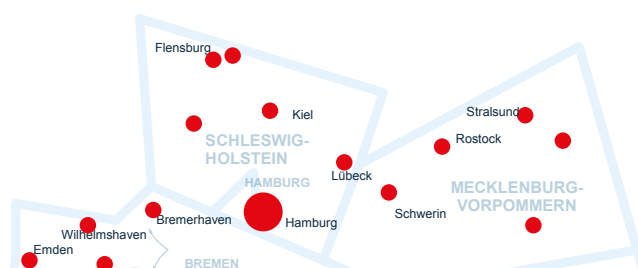 Flensburg
Kiel
Stralsund
SCHLESWIG-
HOLSTEIN
Rostock
Lübeck
HAMBURG
MECKLENBURG-
VORPOMMERN
Schwerin
Bremerhaven
Hamburg
Wilhelmshaven
Emden
BREMEN